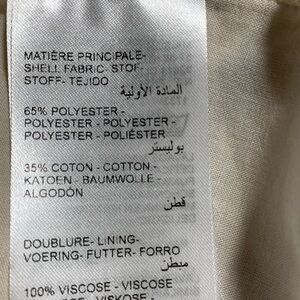 MATIÈRE PRINCIPALE-
SHELL FABRIC- STOF-
STOFF- TEJIDO
المادة الأولية
65% POLYESTER -
POLYESTER - POLYESTER -
POLYESTER - POLIÉSTER
بوليستر
35% COTON - COTTON -
KATOEN - BAUMWOLLE -
ALGODÓN
قطن
DOUBLURE- LINING-
VOERING- FUTTER- FORRO
مبطن
100% VISCOSE - VISCOSE
VISKOSE -